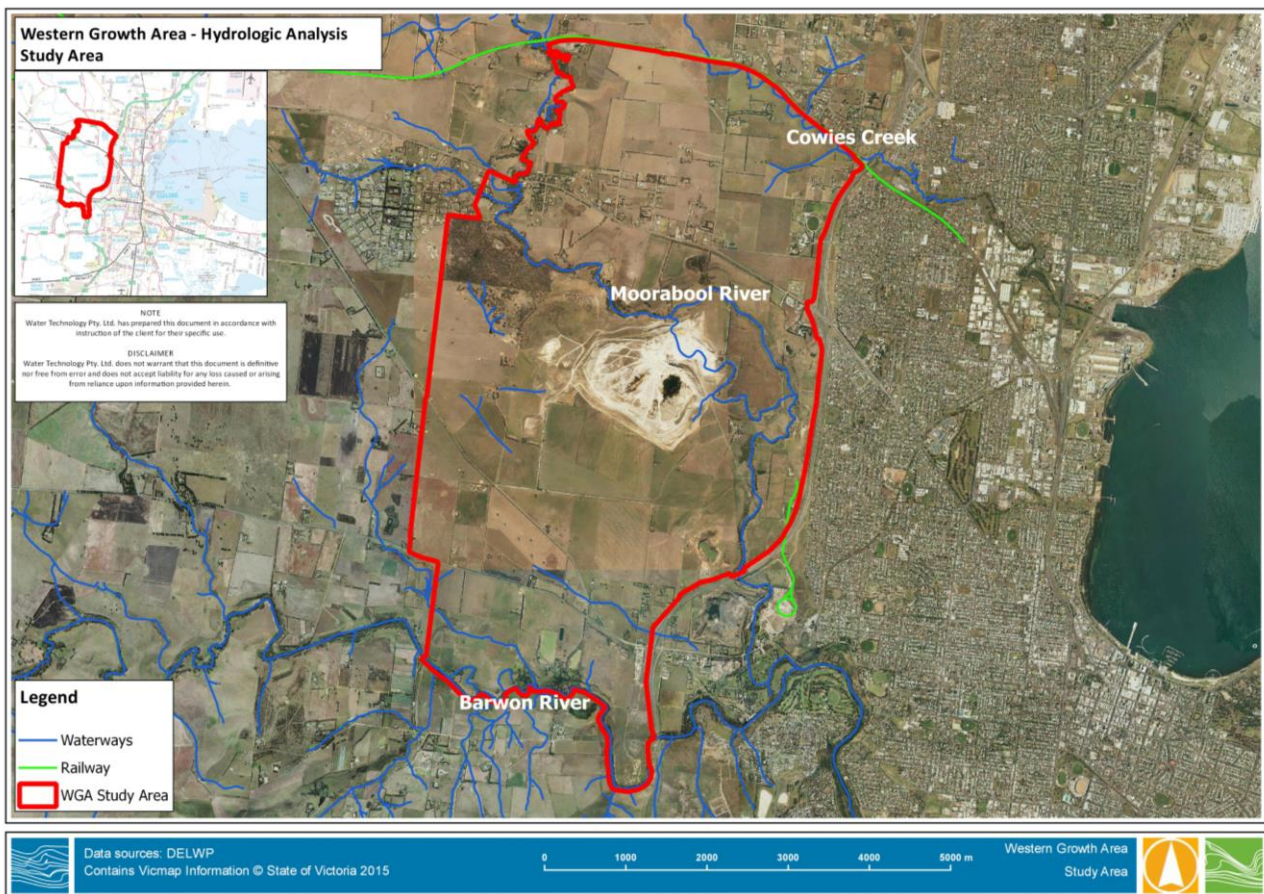 Western Growth Area - Hydrologic Analysis
Study Area
NOTE
Water Technology Pty. Ltd. has prepared this document in accordance with
instruction of the client for their specific use.
DISCLAIMER
Water Technology Pty. Ltd. does not warrant that this document is definitive
nor free from error and does not accept liability for any loss caused or arising
from reliance upon information provided herein.
Cowies Creek
Moorabool River
Barwon River
Legend
Waterways
Railway
WGA Study Area
Data sources: DELWP
Contains Vicmap Information © State of Victoria 2015
0 1000 2000 3000 4000 5000 m
Western Growth Area
Study Area